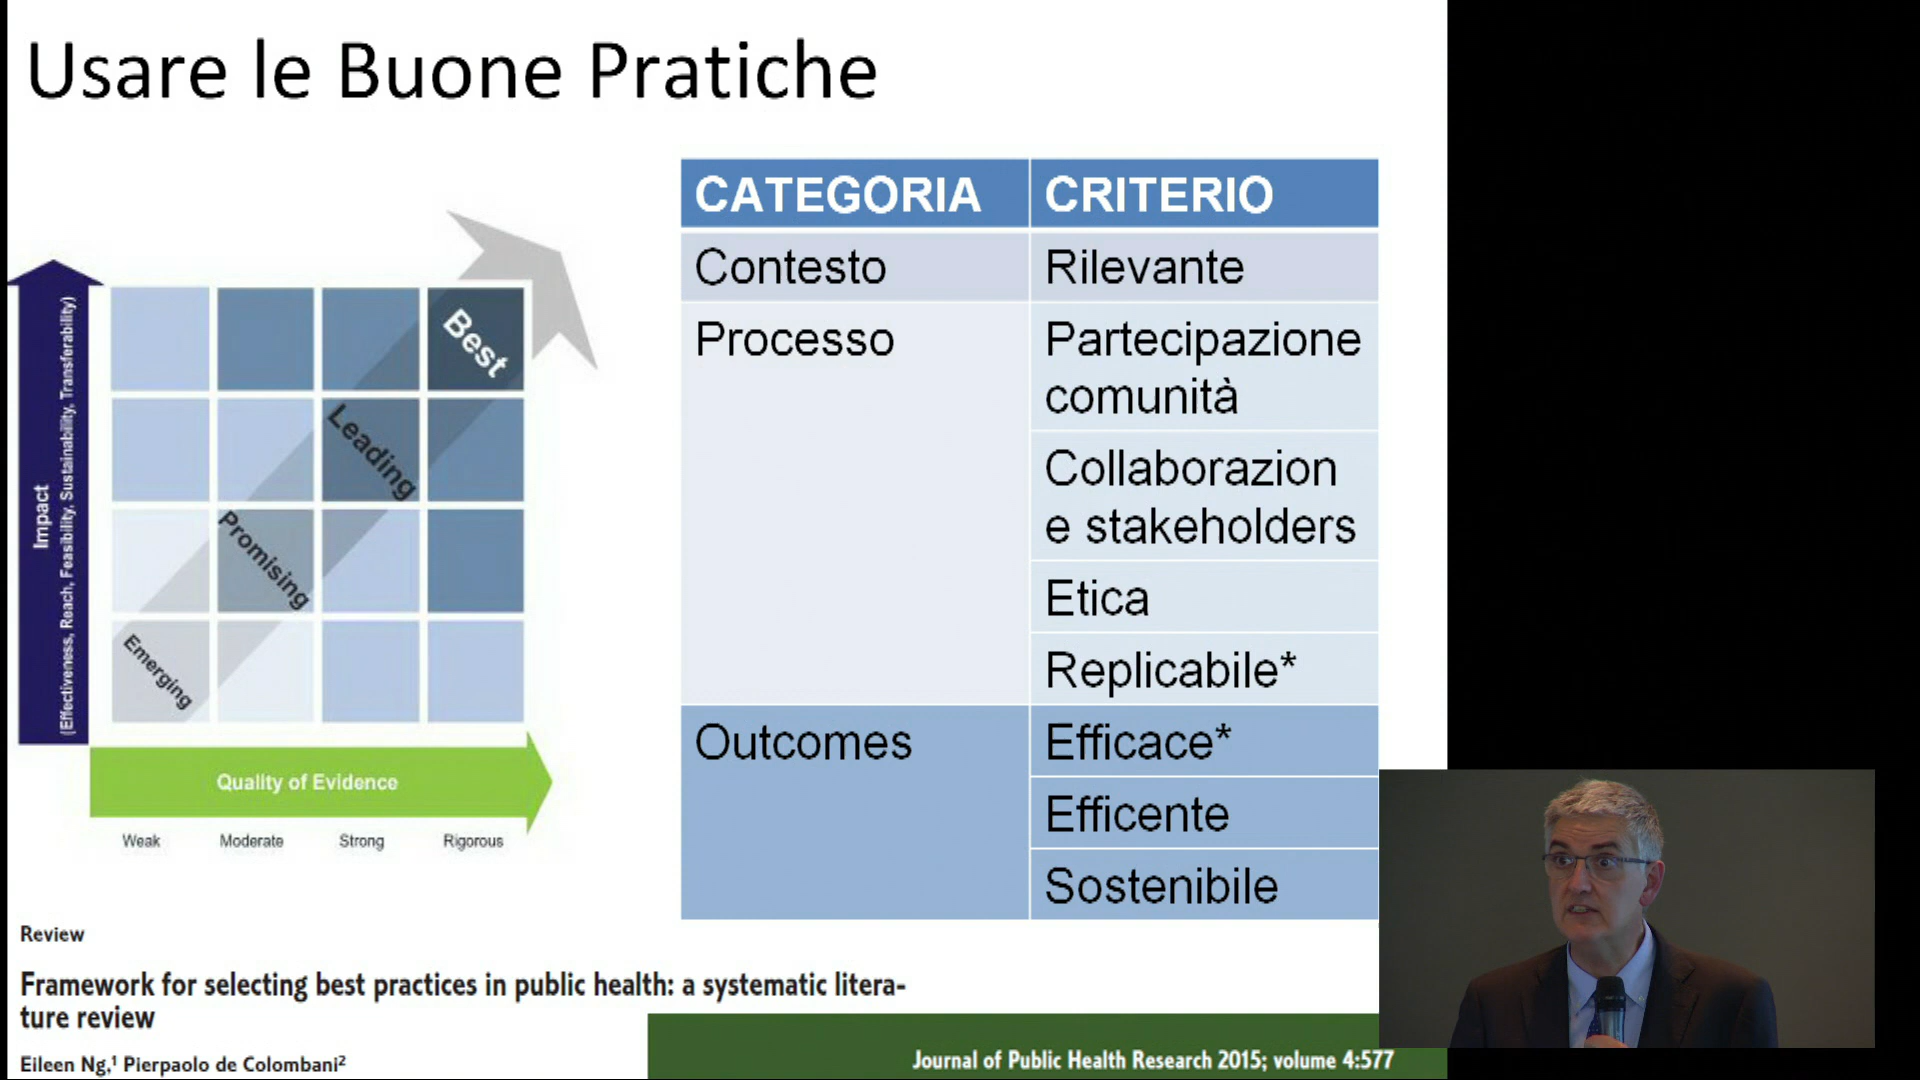 Usare le Buone Pratiche
Impact
(Effectiveness, Reach, Feasibility, Sustainability, Transferability)
Best
Leading
Promising
Emerging
Quality of Evidence
Weak Moderate Strong Rigorous
CATEGORIA CRITERIO
Contesto Rilevante
Processo Partecipazione
comunità
Collaborazion
e stakeholders
Etica
Replicabile*
Outcomes Efficace*
Efficente
Sostenibile
Review
Framework for selecting best practices in public health: a systematic litera-
ture review
Eileen Ng,¹ Pierpaolo de Colombani²
Journal of Public Health Research 2015; volume 4:577